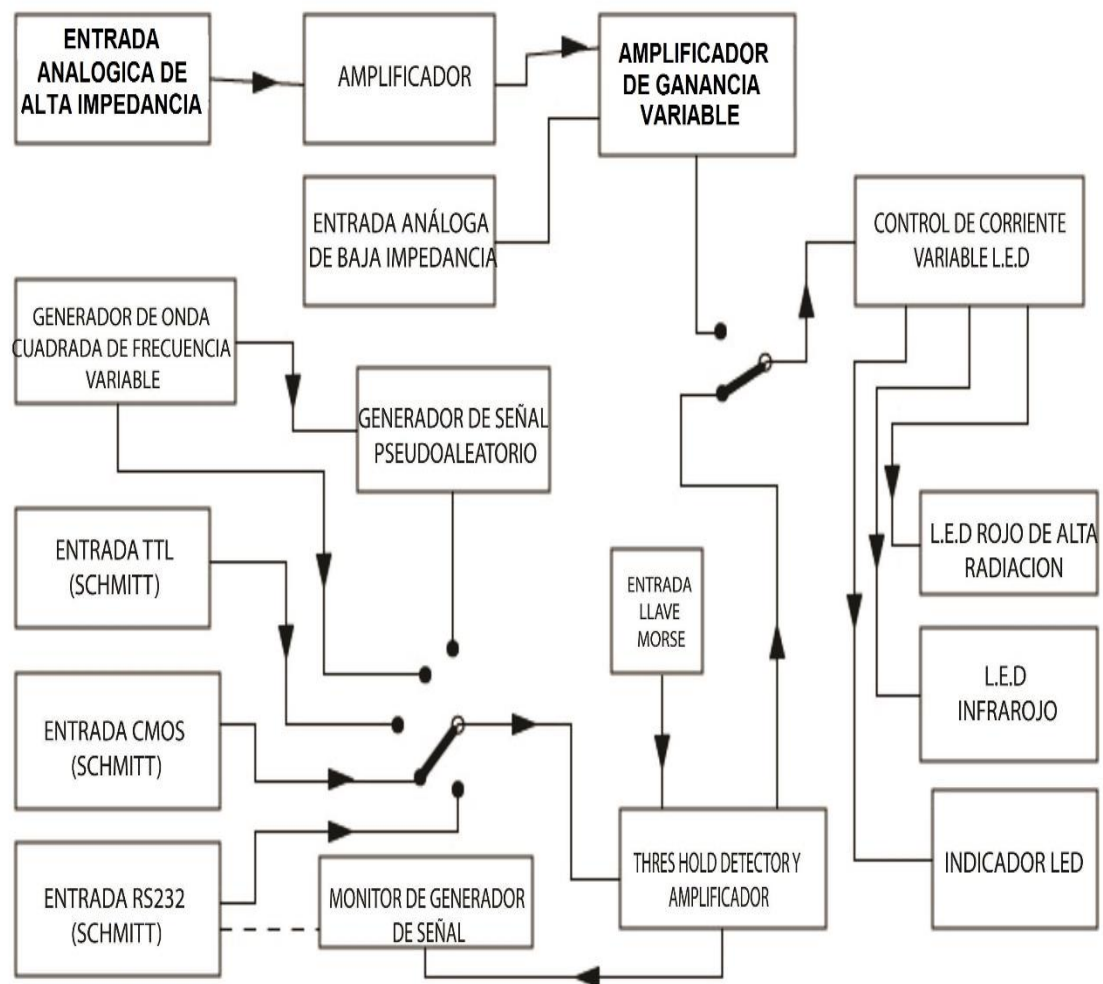 ENTRADA
ANALOGICA DE
ALTA IMPEDANCIA
AMPLIFICADOR
AMPLIFICADOR
DE GANANCIA
VARIABLE
ENTRADA ANÁLOGA
DE BAJA IMPEDANCIA
CONTROL DE CORRIENTE
VARIABLE L.E.D
GENERADOR DE ONDA
CUADRADA DE FRECUENCIA
VARIABLE
GENERADOR DE SEÑAL
PSEUDOALEATORIO
ENTRADA TTL
(SCHMITT)
ENTRADA
LLAVE
MORSE
L.E.D ROJO DE ALTA
RADIACION
L.E.D
INFRAROJO
ENTRADA CMOS
(SCHMITT)
INDICADOR LED
THRES HOLD DETECTOR Y
AMPLIFICADOR
ENTRADA RS232
(SCHMITT)
MONITOR DE GENERADOR
DE SEÑAL